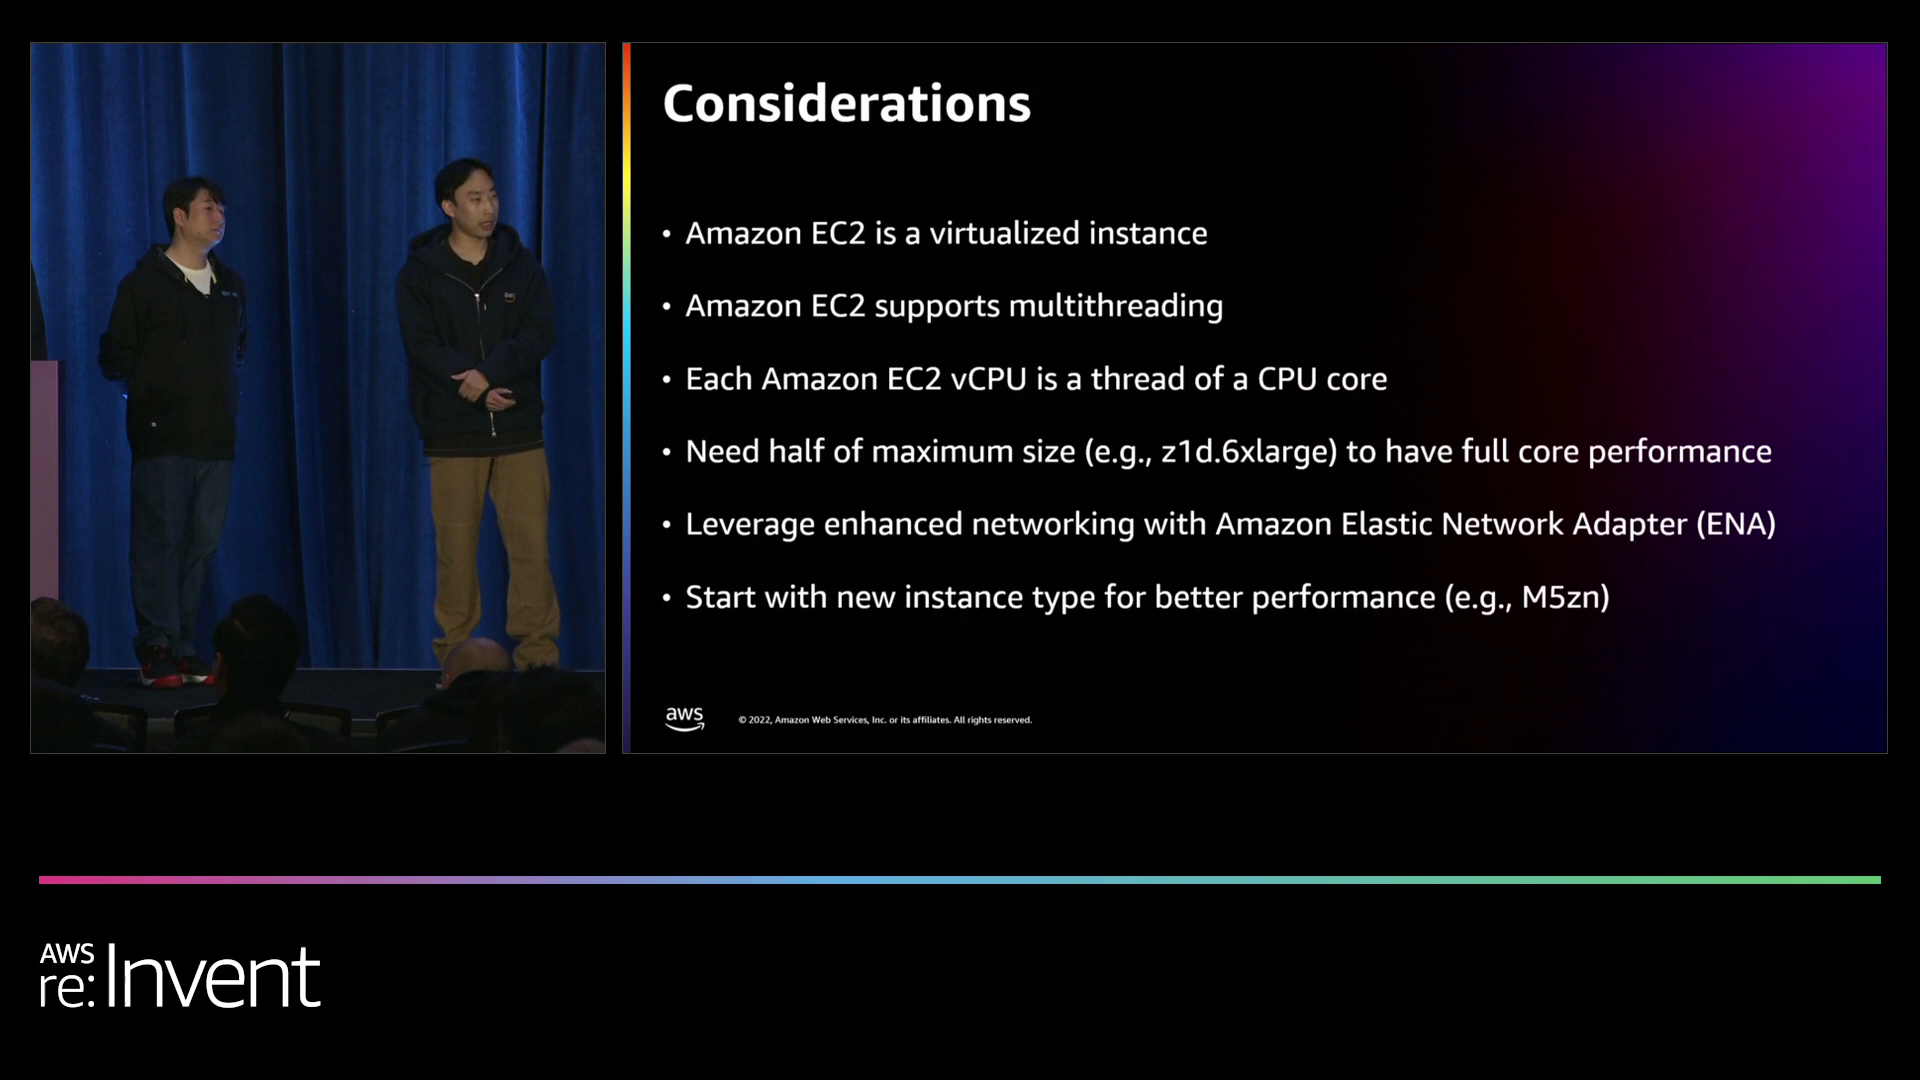 Considerations
• Amazon EC2 is a virtualized instance
• Amazon EC2 supports multithreading
• Each Amazon EC2 vCPU is a thread of a CPU core
• Need half of maximum size (e.g., z1d.6xlarge) to have full core performance
• Leverage enhanced networking with Amazon Elastic Network Adapter (ENA)
• Start with new instance type for better performance (e.g., M5zn)
aws
© 2022, Amazon Web Services, Inc. or its affiliates. All rights reserved.
AWS
re:Invent